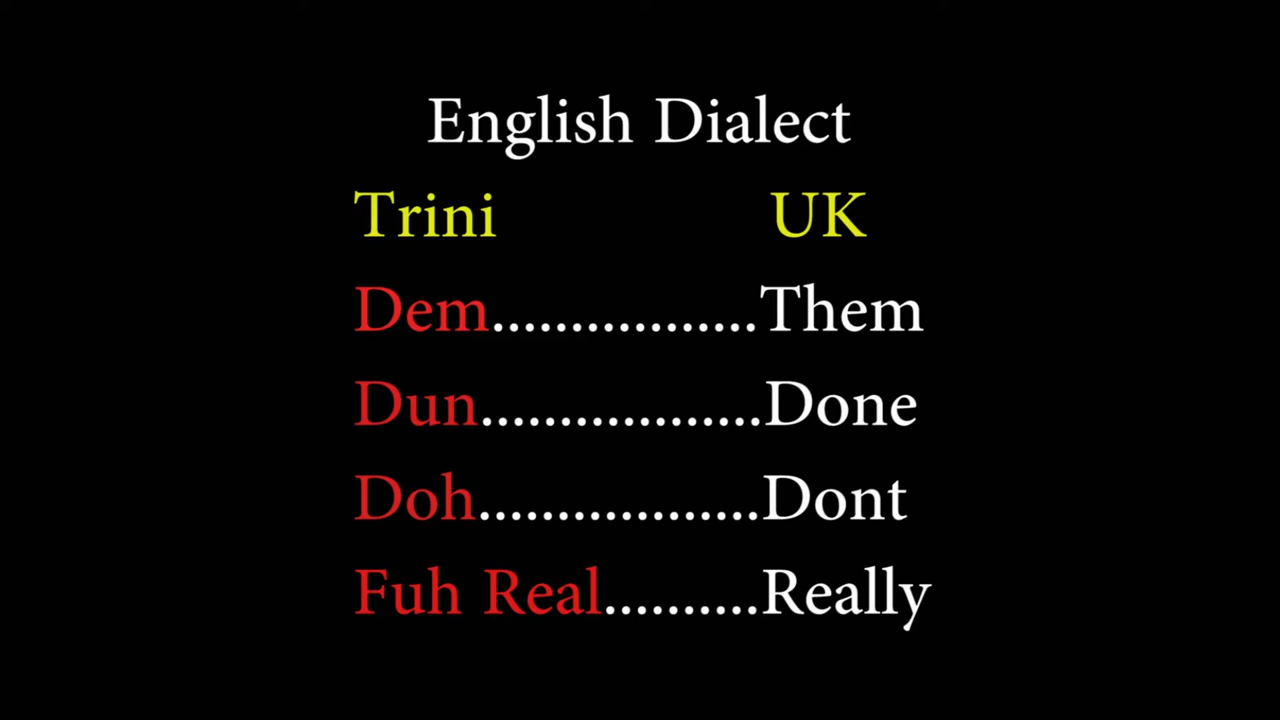 English Dialect
Trini UK
Dem.................Them
Dun..................Done
Doh..................Dont
Fuh Real..........Really